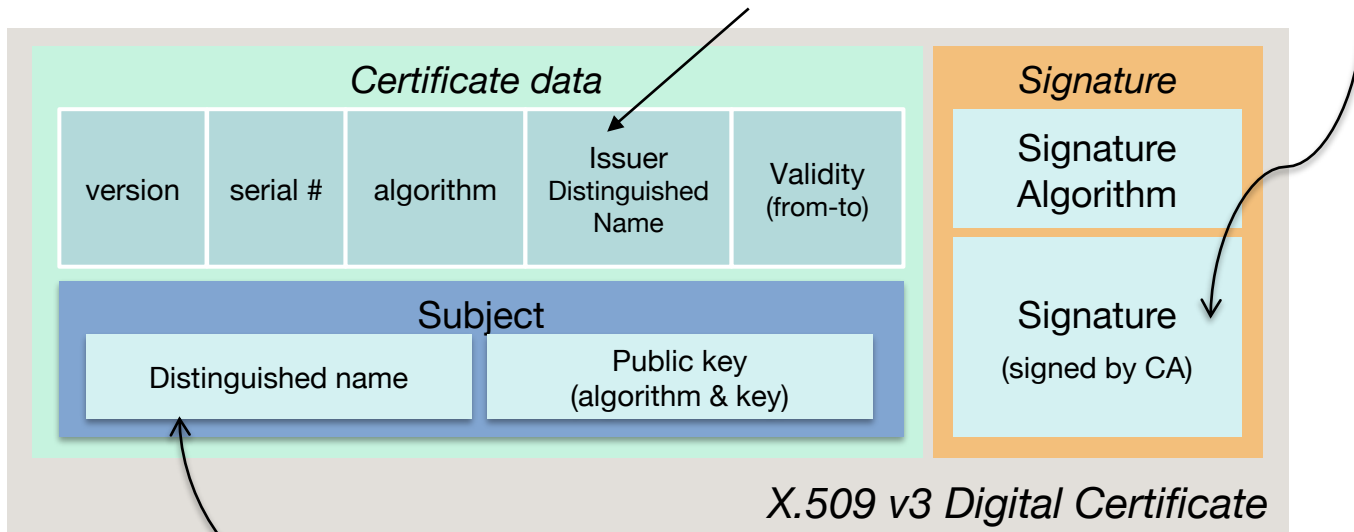 Certificate data
version
serial #
algorithm
Issuer
Distinguished
Name
Validity
(from-to)
Subject
Distinguished name
Public key
(algorithm & key)
Signature
Signature
Algorithm
Signature
(signed by CA)
X.509 v3 Digital Certificate